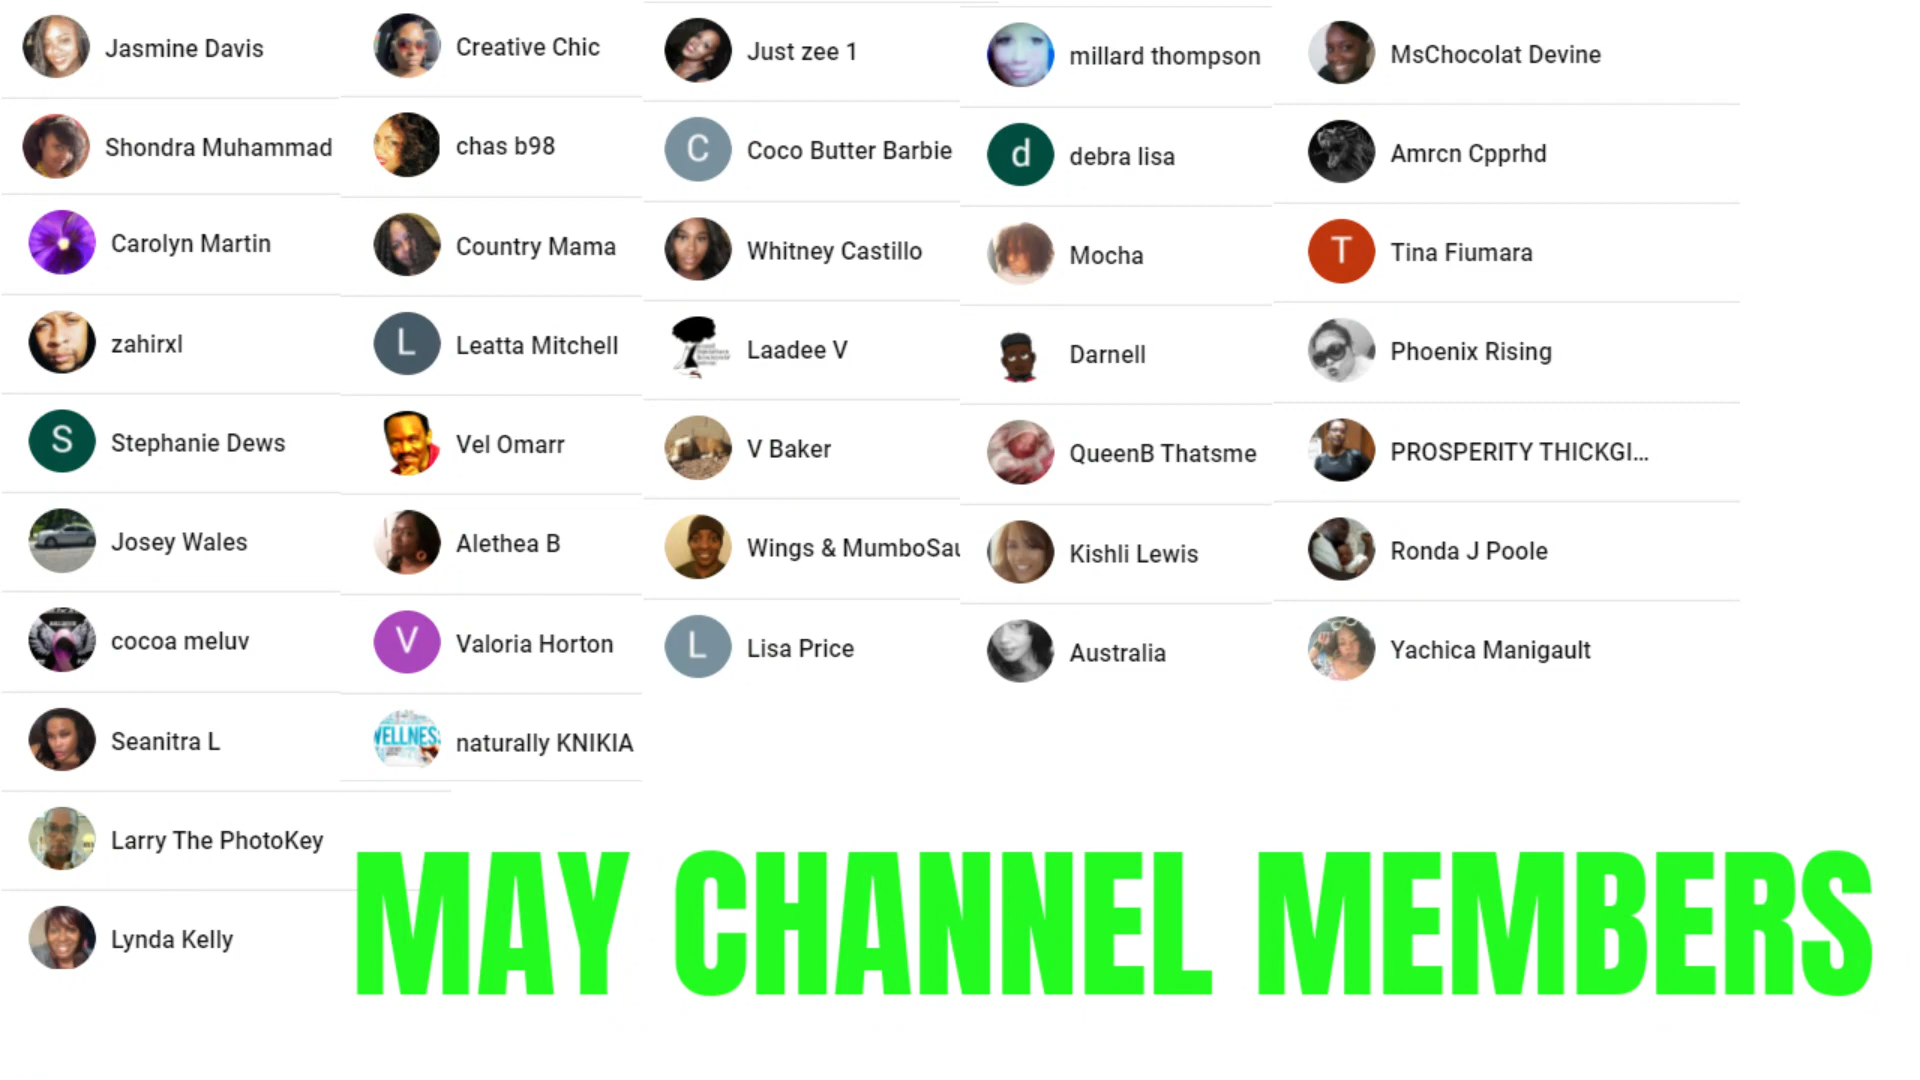 Jasmine Davis
Shondra Muhammad
Carolyn Martin
zahirxl
S
Stephanie Dews
Josey Wales
cocoa meluv
Seanitra L
Larry The PhotoKey
Lynda Kelly
Creative Chic
chas b98
Country Mama
L
Leatta Mitchell
Vel Omarr
Alethea B
V
Valoria Horton
naturally KNIKIA
Just zee 1
C
Coco Butter Barbie
Whitney Castillo
Laadee V
V Baker
Wings & MumboSau
L
Lisa Price
millard thompson
d
debra lisa
Mocha
Darnell
QueenB Thatsme
Kishli Lewis
Australia
MsChocolat Devine
Amrcn Cpprhd
T
Tina Fiumara
Phoenix Rising
PROSPERITY THICKGI...
Ronda J Poole
Yachica Manigault
MAY CHANNEL MEMBERS